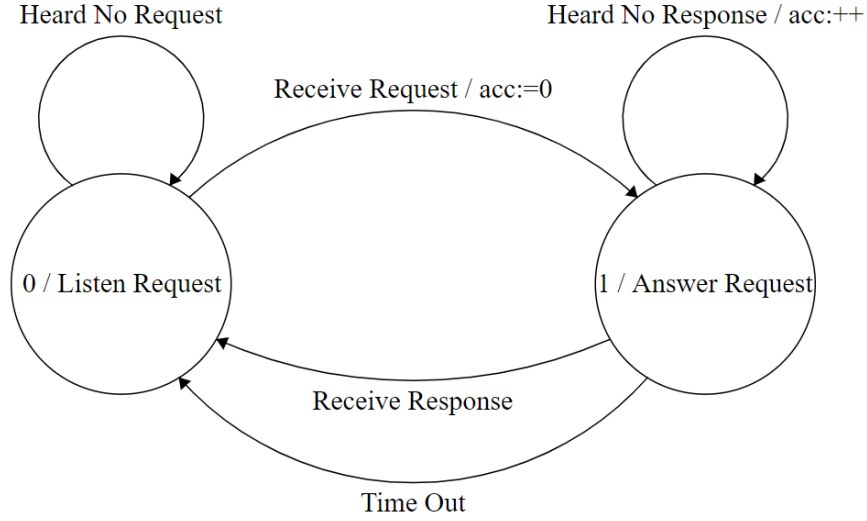 Heard No Request
Heard No Response / acc:++
Receive Request / acc:=0
0 / Listen Request
1 / Answer Request
Receive Response
Time Out